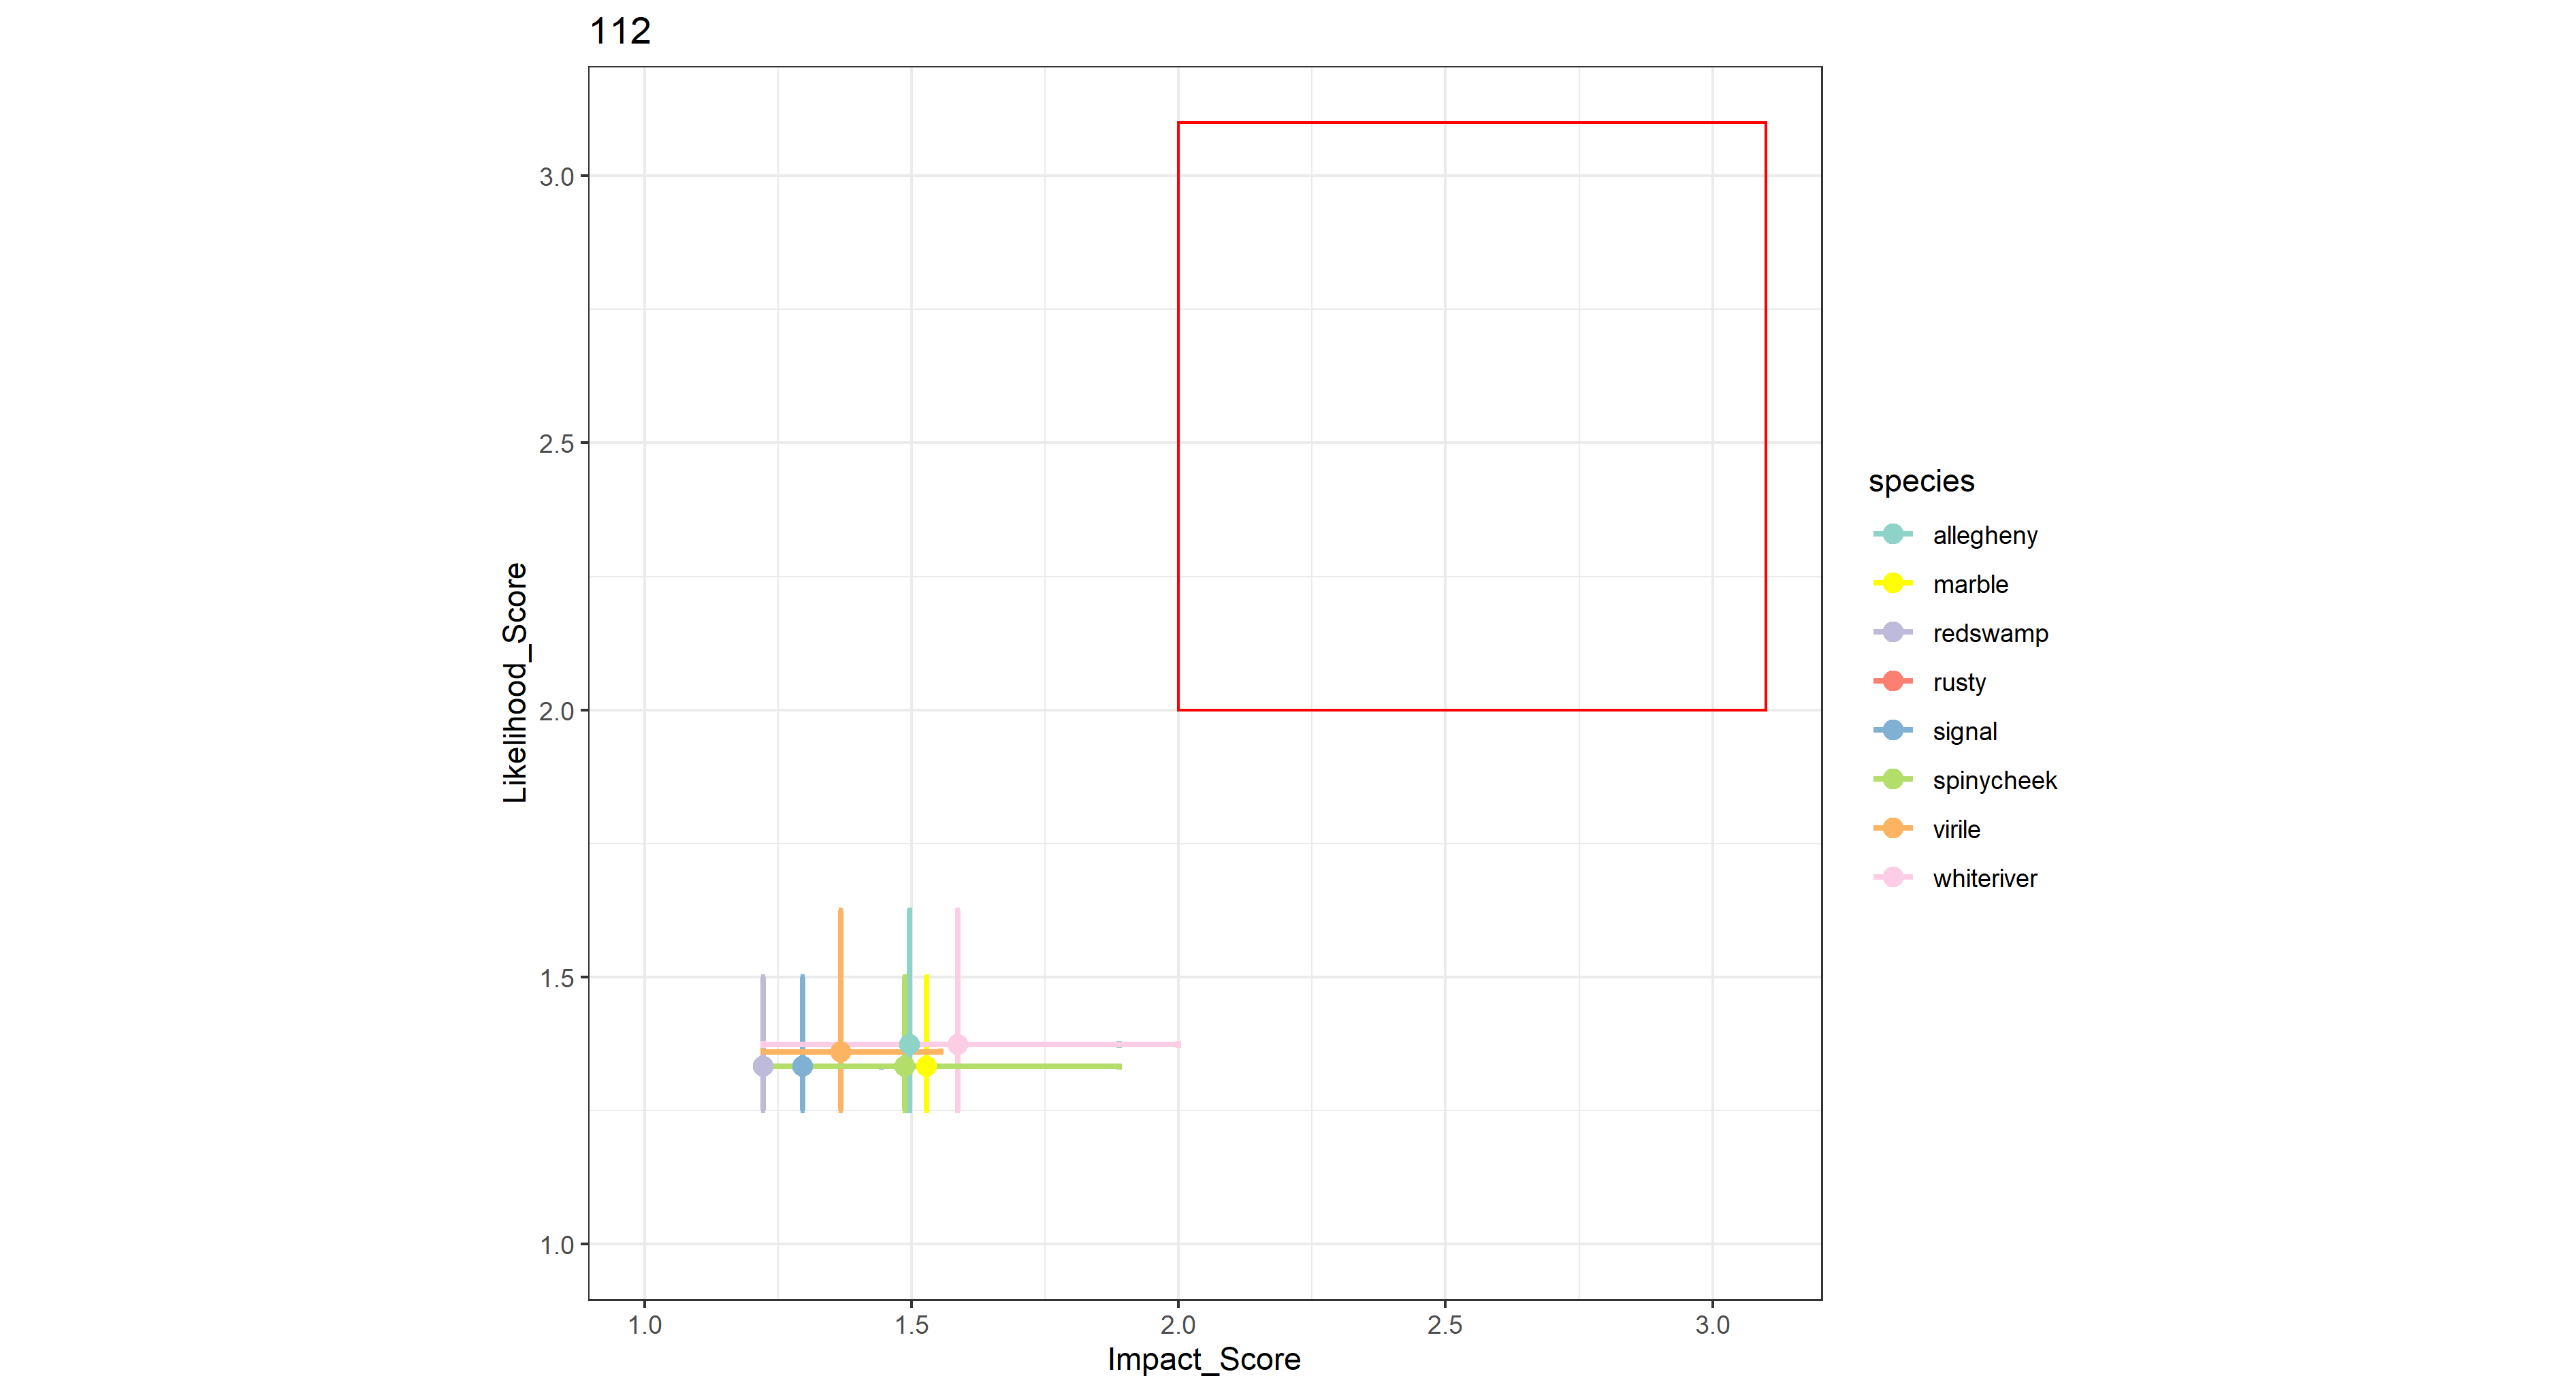 112
Likelihood_Score
3.0
2.5
2.0
1.5
1.0
1.0 1.5 2.0 2.5 3.0
Impact_Score
species
allegheny
marble
redswamp
rusty
signal
spinycheek
virile
whiteriver